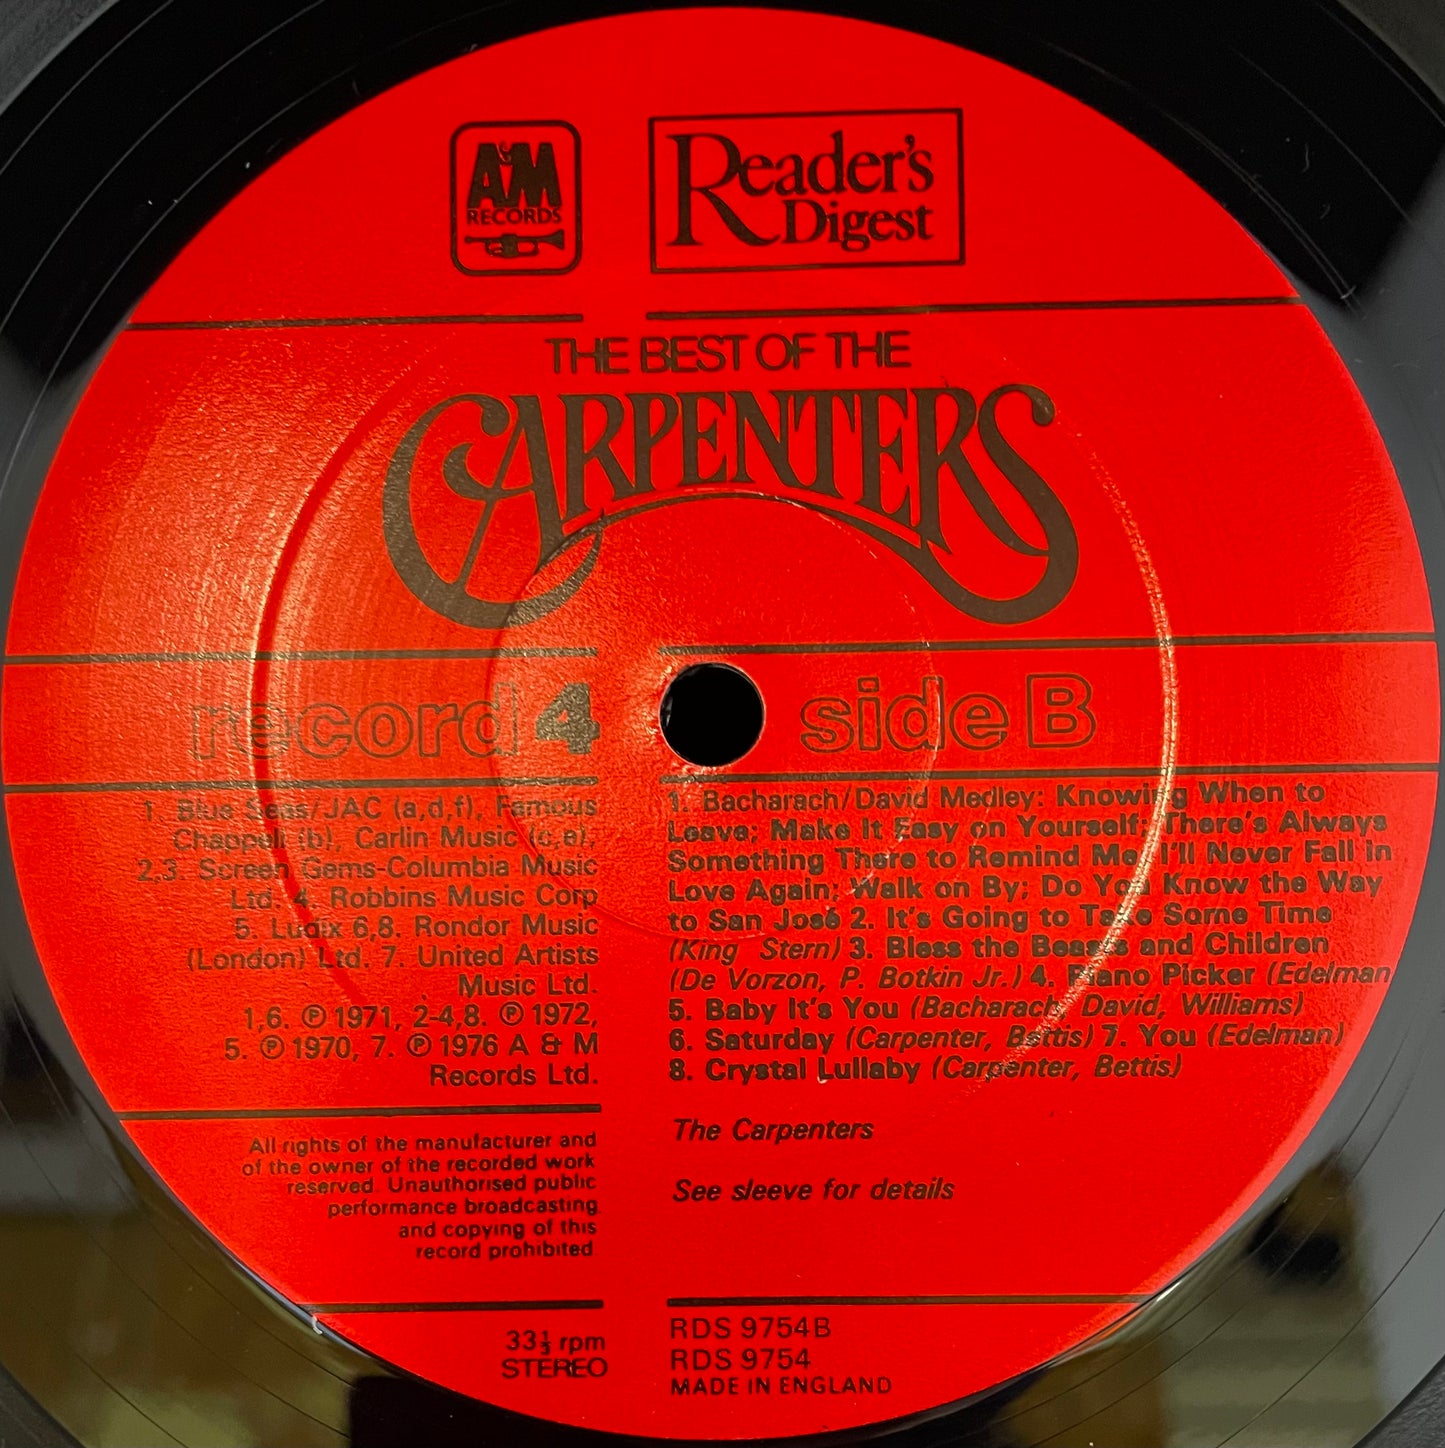 A&M
RECORDS
Reader's
Digest
THE BEST OF THE
CARPENTERS
record 4
side B
1. Blue Seas/JAC (a,d,f), Famous
Chappell (b), Carlin Music (c,e),
2,3. Screen Gems-Columbia Music
Ltd. 4. Robbins Music Corp
5. Ludix 6,8. Rondor Music
(London) Ltd. 7. United Artists
Music Ltd.
1,6. ℗ 1971, 2-4,8. ℗ 1972,
5. ℗ 1970, 7. ℗ 1976 A & M
Records Ltd.
1. Bacharach/David Medley: Knowing When to
Leave; Make It Easy on Yourself; There's Always
Something There to Remind Me; I'll Never Fall in
Love Again; Walk on By; Do You Know the Way
to San José 2. It's Going to Take Some Time
(King Stern) 3. Bless the Beasts and Children
(De Vorzon, P. Botkin Jr.) 4. Piano Picker (Edelman
5. Baby It's You (Bacharach, David, Williams)
6. Saturday (Carpenter, Bettis) 7. You (Edelman)
8. Crystal Lullaby (Carpenter, Bettis)
The Carpenters
See sleeve for details
All rights of the manufacturer and
of the owner of the recorded work
reserved. Unauthorised public
performance broadcasting
and copying of this
record prohibited
33⅓ rpm
STEREO
RDS 9754B
RDS 9754
MADE IN ENGLAND